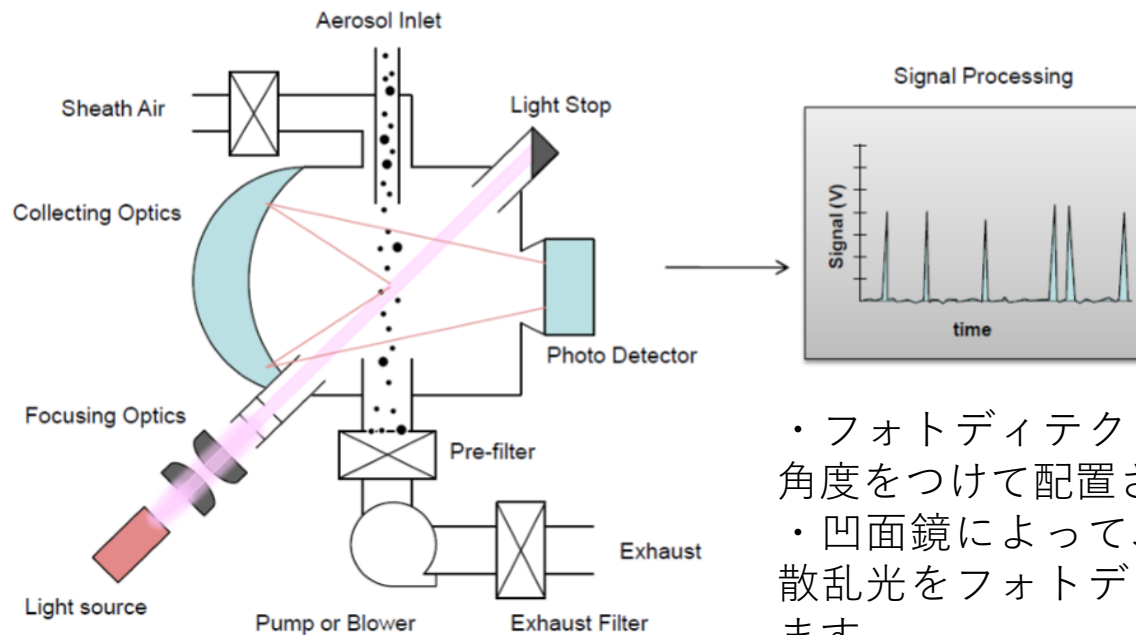 Aerosol Inlet
Sheath Air
Light Stop
Signal Processing
Collecting Optics
Signal (V)
time
Photo Detector
Focusing Optics
Pre-filter
Exhaust
Light source
Pump or Blower
Exhaust Filter
・フォトディテク
角度をつけて配置さ
・凹面鏡によって、
散乱光をフォトデ
ます